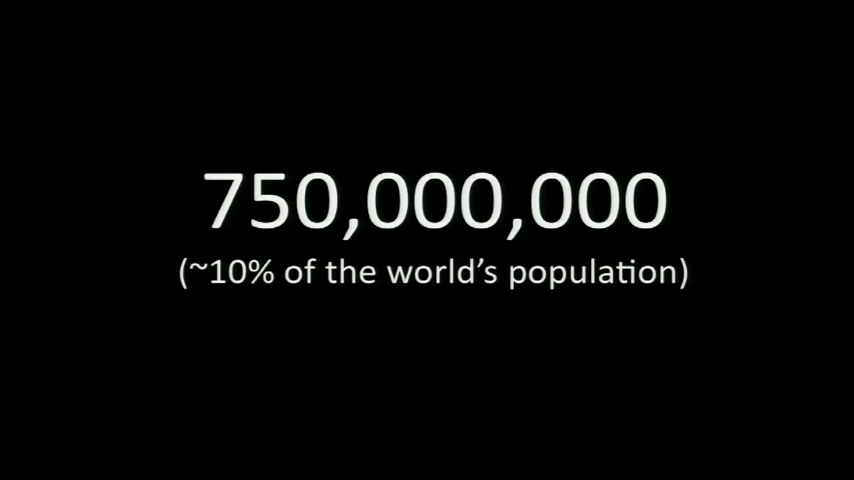 750,000,000
(~10% of the world’s population)